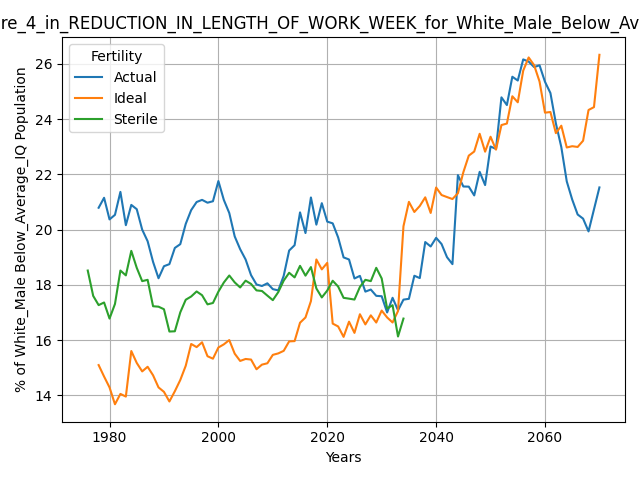 re_4_in_REDUCTION_IN_LENGTH_OF_WORK_WEEK_for_White_Male_Below_Av
Fertility
Actual
Ideal
Sterile
% of White_Male Below_Average_IQ Population
26
24
22
20
18
16
14
1980
2000
2020
2040
2060
Years